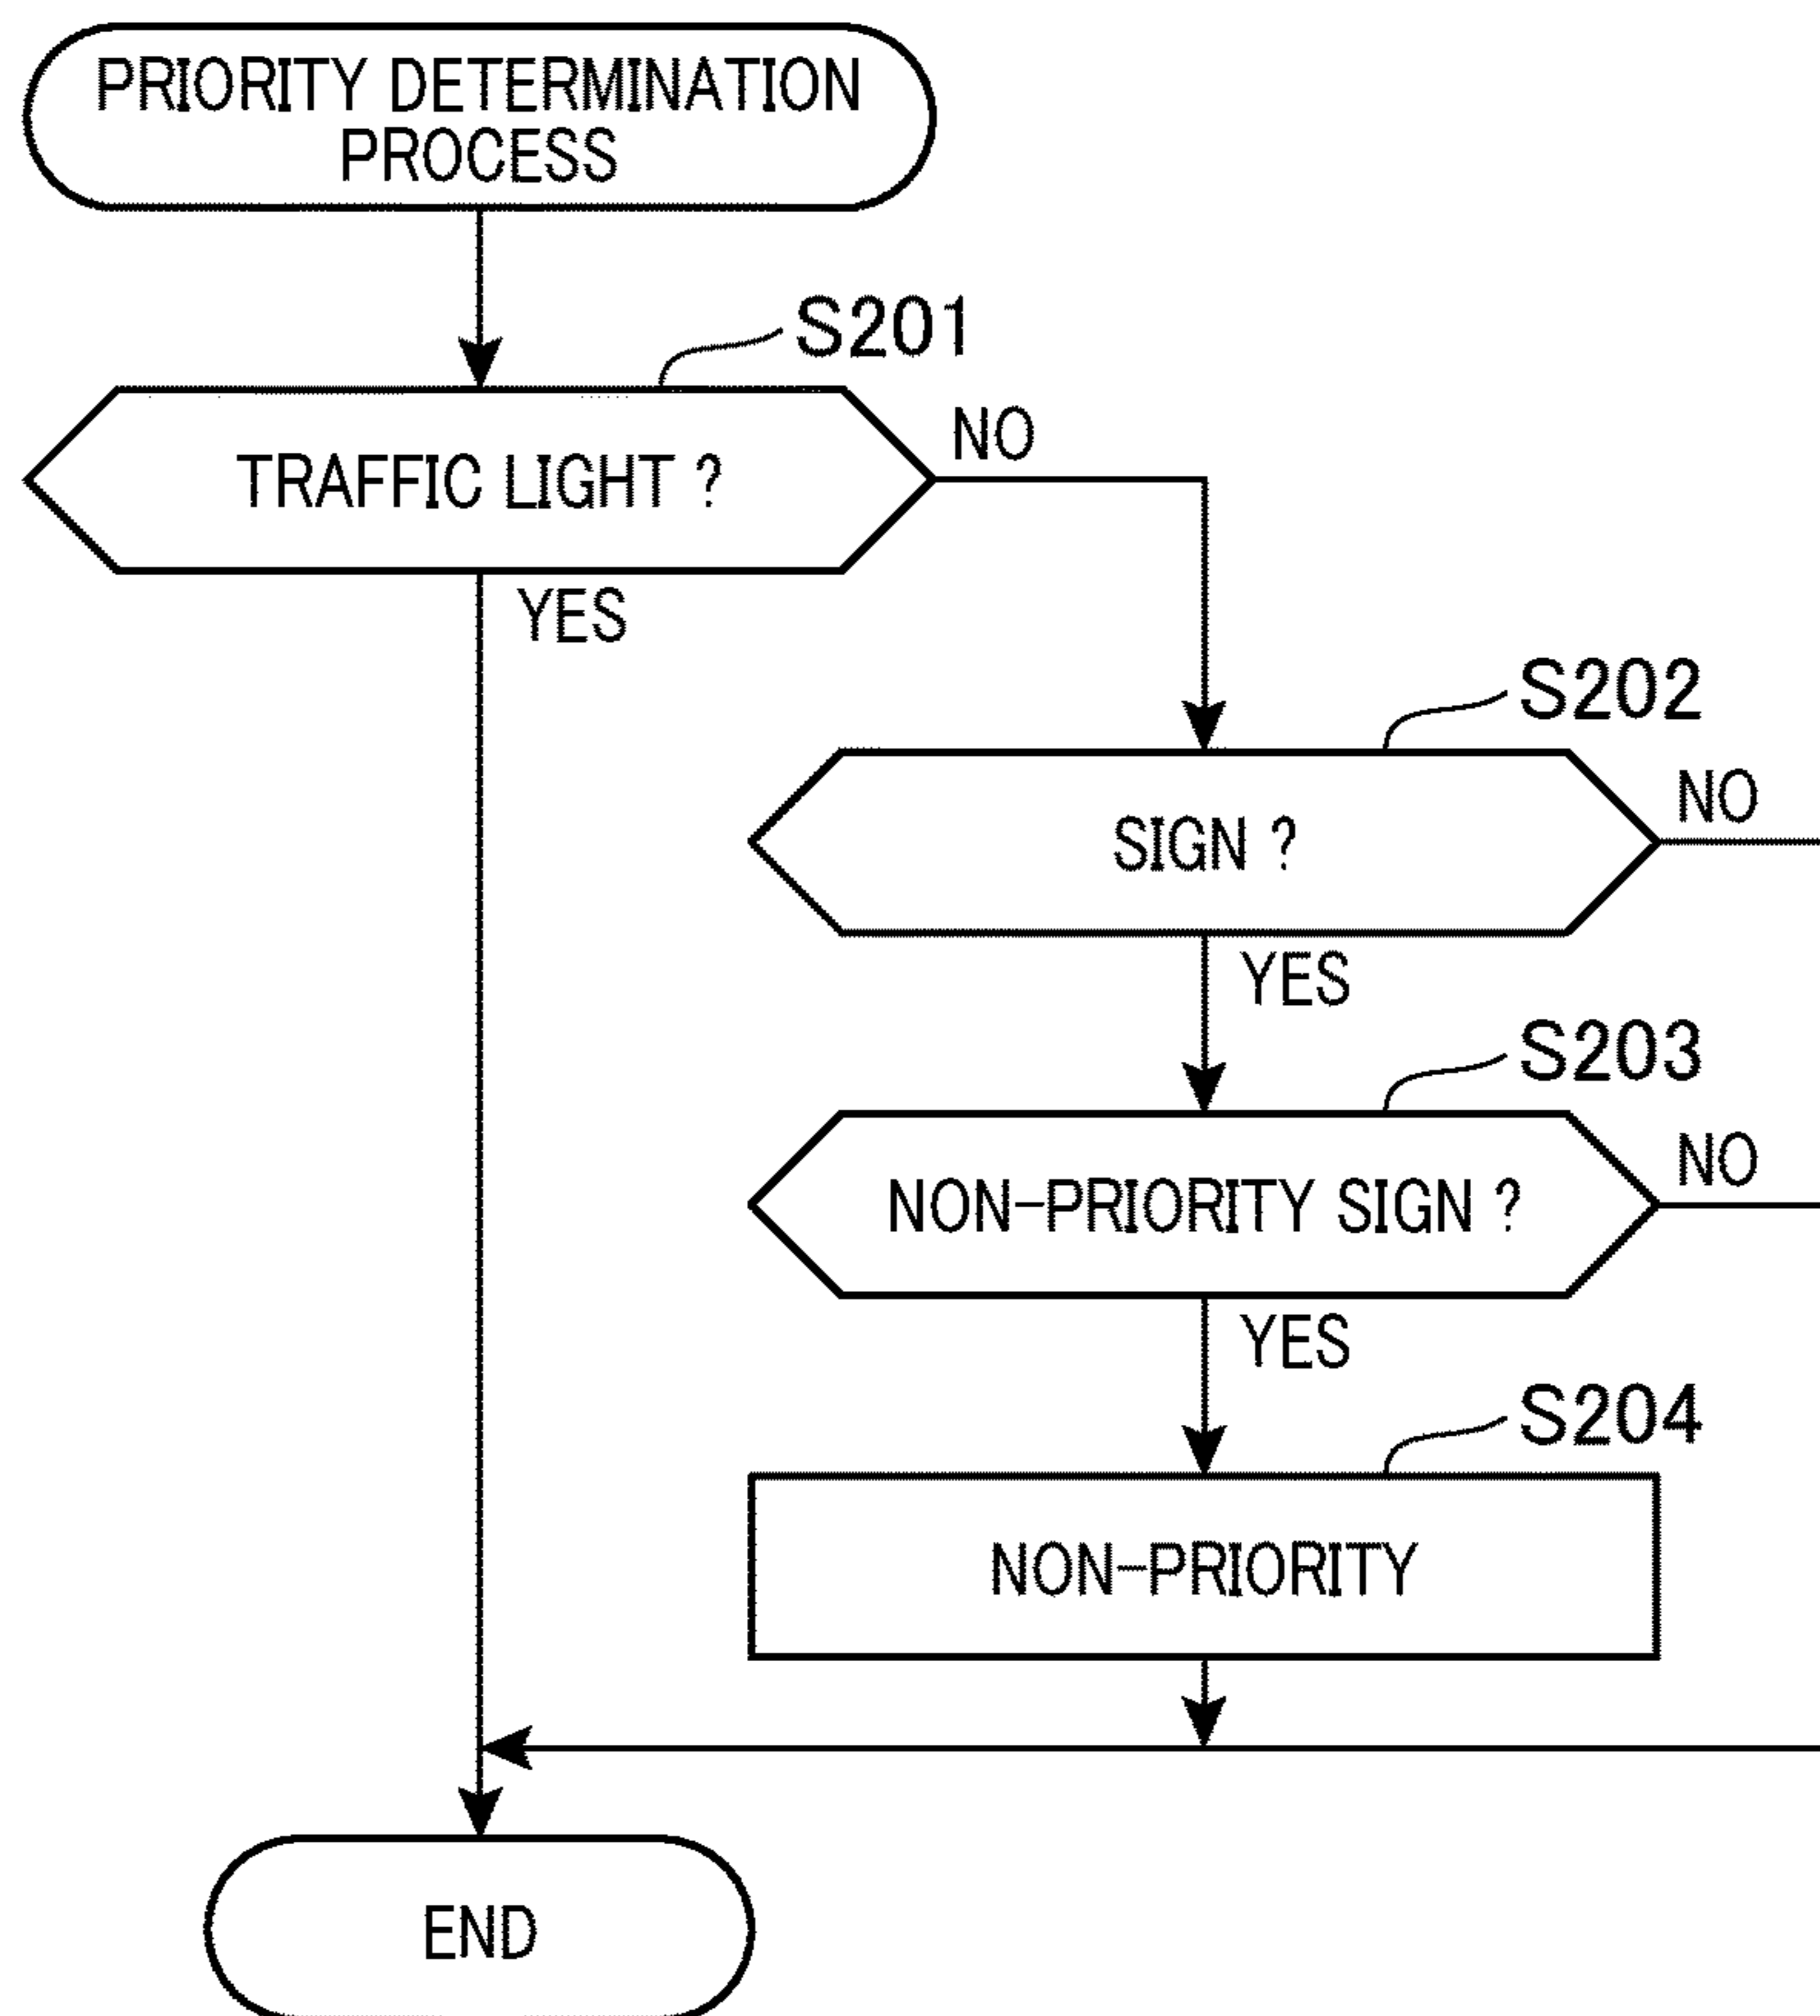 PRIORITY DETERMINATION
PROCESS
S201
TRAFFIC LIGHT ?
NO
YES
S202
SIGN ?
NO
YES
S203
NON-PRIORITY SIGN ?
NO
YES
S204
NON-PRIORITY
END